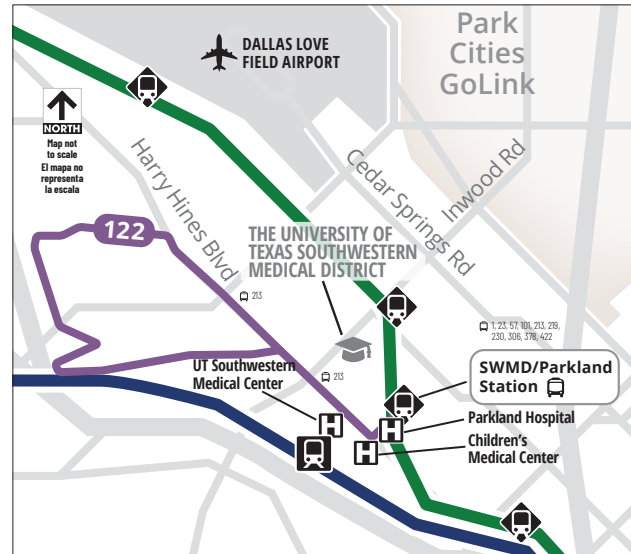 Park
Cities
GoLink
DALLAS LOVE
FIELD AIRPORT
NORTH
Map not
to scale
El mapa no
representa
la escala
Harry Hines Blvd
Cedar Springs Rd
Inwood Rd
122
THE UNIVERSITY OF
TEXAS SOUTHWESTERN
MEDICAL DISTRICT
213
1, 23, 57, 101, 213, 219,
230, 306, 378, 422
213
UT Southwestern
Medical Center
SWMD/Parkland
Station
H
H
Parkland Hospital
H
Children's
Medical Center